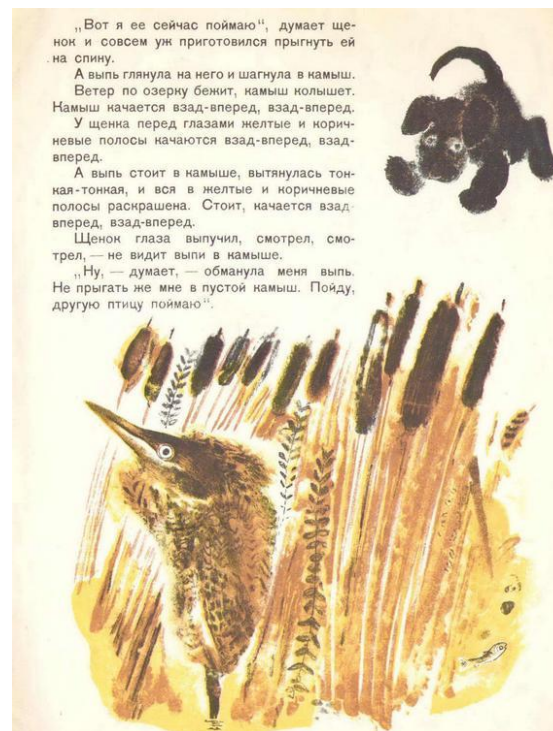 „Вот я ее сейчас поймаю“, думает ще-
нок и совсем уж приготовился прыгнуть ей
на спину.
А выпь глянула на него и шагнула в камыш.
Ветер по озерку бежит, камыш колышет.
Камыш качается взад-вперед, взад-вперед.
У щенка перед глазами желтые и корич-
невые полосы качаются взад-вперед, взад-
вперед.
А выпь стоит в камыше, вытянулась тон-
кая-тонкая, и вся в желтые и коричневые
полосы раскрашена. Стоит, качается взад-
вперед, взад-вперед.
Щенок глаза выпучил, смотрел, смо-
трел, — не видит выпи в камыше.
„Ну, — думает, — обманула меня выпь.
Не прыгать же мне в пустой камыш. Пойду,
другую птицу поймаю“.